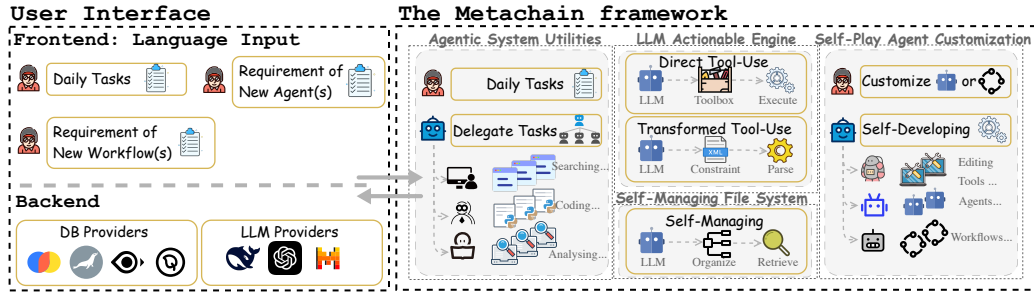 User Interface
Frontend: Language Input
Daily Tasks
Requirement of
New Agent(s)
Requirement of
New Workflow(s)
Backend
DB Providers
LLM Providers
The Metachain framework
Agentic System Utilities
Daily Tasks
Delegate Tasks
Searching...
Coding...
Analysing...
LLM Actionable Engine
Direct Tool-Use
LLM
Toolbox
Execute
Transformed Tool-Use
XML
LLM
Constraint
Parse
Self-Managing File System
Self-Managing
LLM
Organize
Retrieve
Self-Play Agent Customization
Customize or
Self-Developing
Editing
Tools ...
Agents...
Workflows...